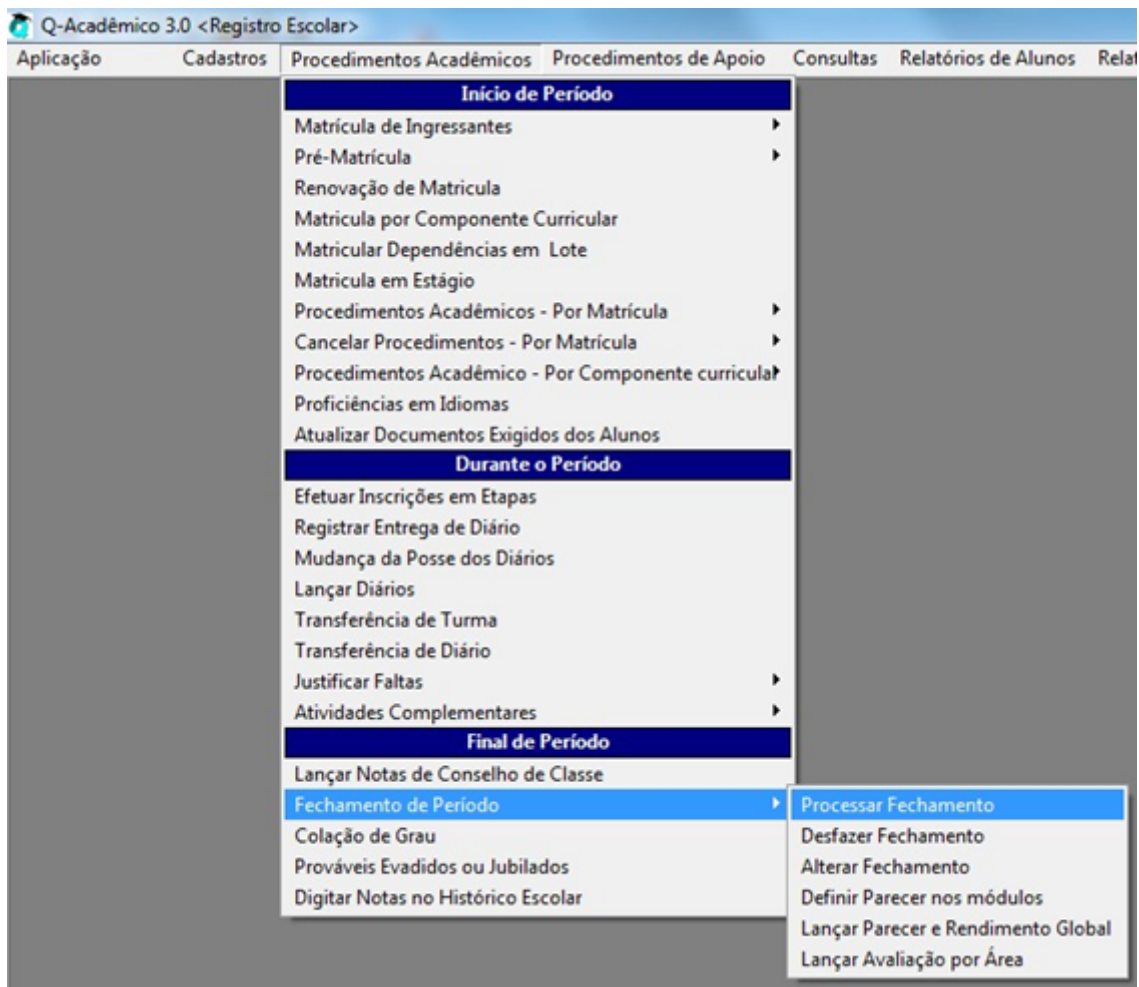 Q-Acadêmico 3.0 <Registro Escolar>
Aplicação Cadastros Procedimentos Acadêmicos Procedimentos de Apoio Consultas Relatórios de Alunos Relat
Início de Período
Matrícula de Ingressantes
Pré-Matrícula
Renovação de Matricula
Matricula por Componente Curricular
Matricular Dependências em Lote
Matricula em Estágio
Procedimentos Acadêmicos - Por Matrícula
Cancelar Procedimentos - Por Matrícula
Procedimentos Acadêmico - Por Componente curricular
Proficiências em Idiomas
Atualizar Documentos Exigidos dos Alunos
Durante o Período
Efetuar Inscrições em Etapas
Registrar Entrega de Diário
Mudança da Posse dos Diários
Lançar Diários
Transferência de Turma
Transferência de Diário
Justificar Faltas
Atividades Complementares
Final de Período
Lançar Notas de Conselho de Classe
Fechamento de Período
Colação de Grau
Prováveis Evadidos ou Jubilados
Digitar Notas no Histórico Escolar
Processar Fechamento
Desfazer Fechamento
Alterar Fechamento
Definir Parecer nos módulos
Lançar Parecer e Rendimento Global
Lançar Avaliação por Área